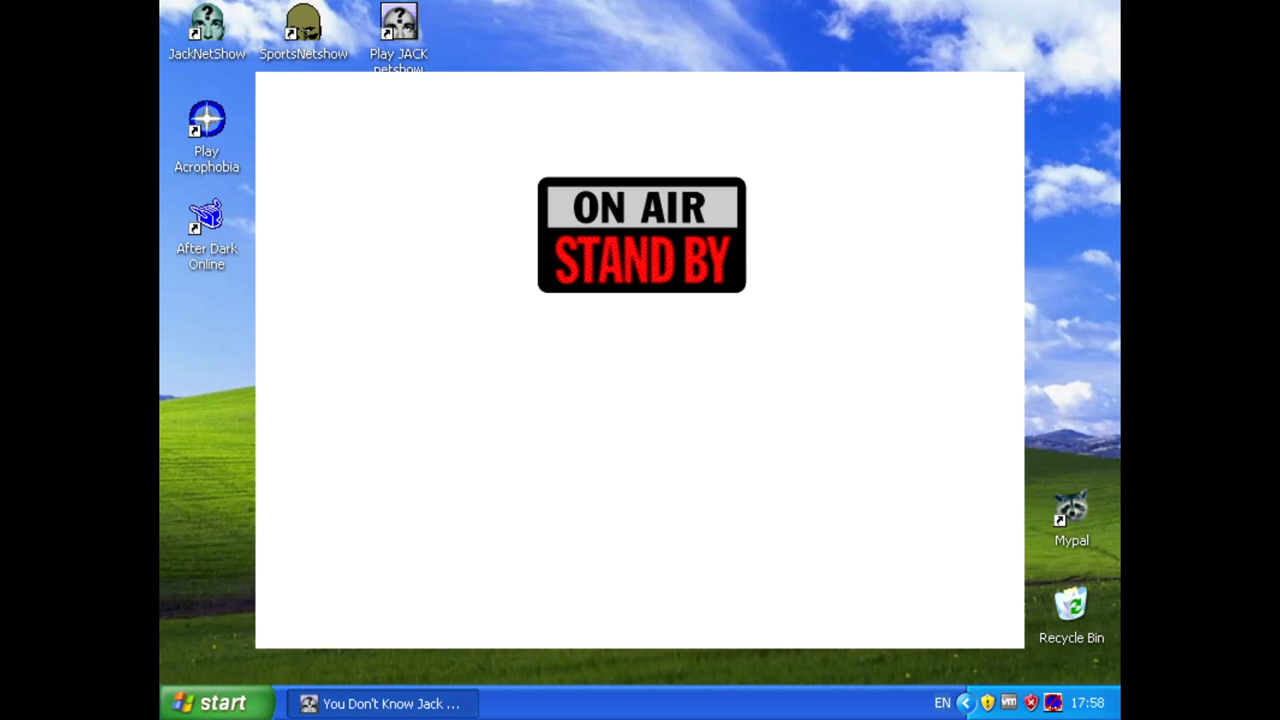 JackNetShow
SportsNetshow
Play JACK
netshow
ON AIR
STAND BY
Play
Acrophobia
After Dark
Online
Mypal
Recycle Bin
start
You Don't Know Jack ...
EN
17:58